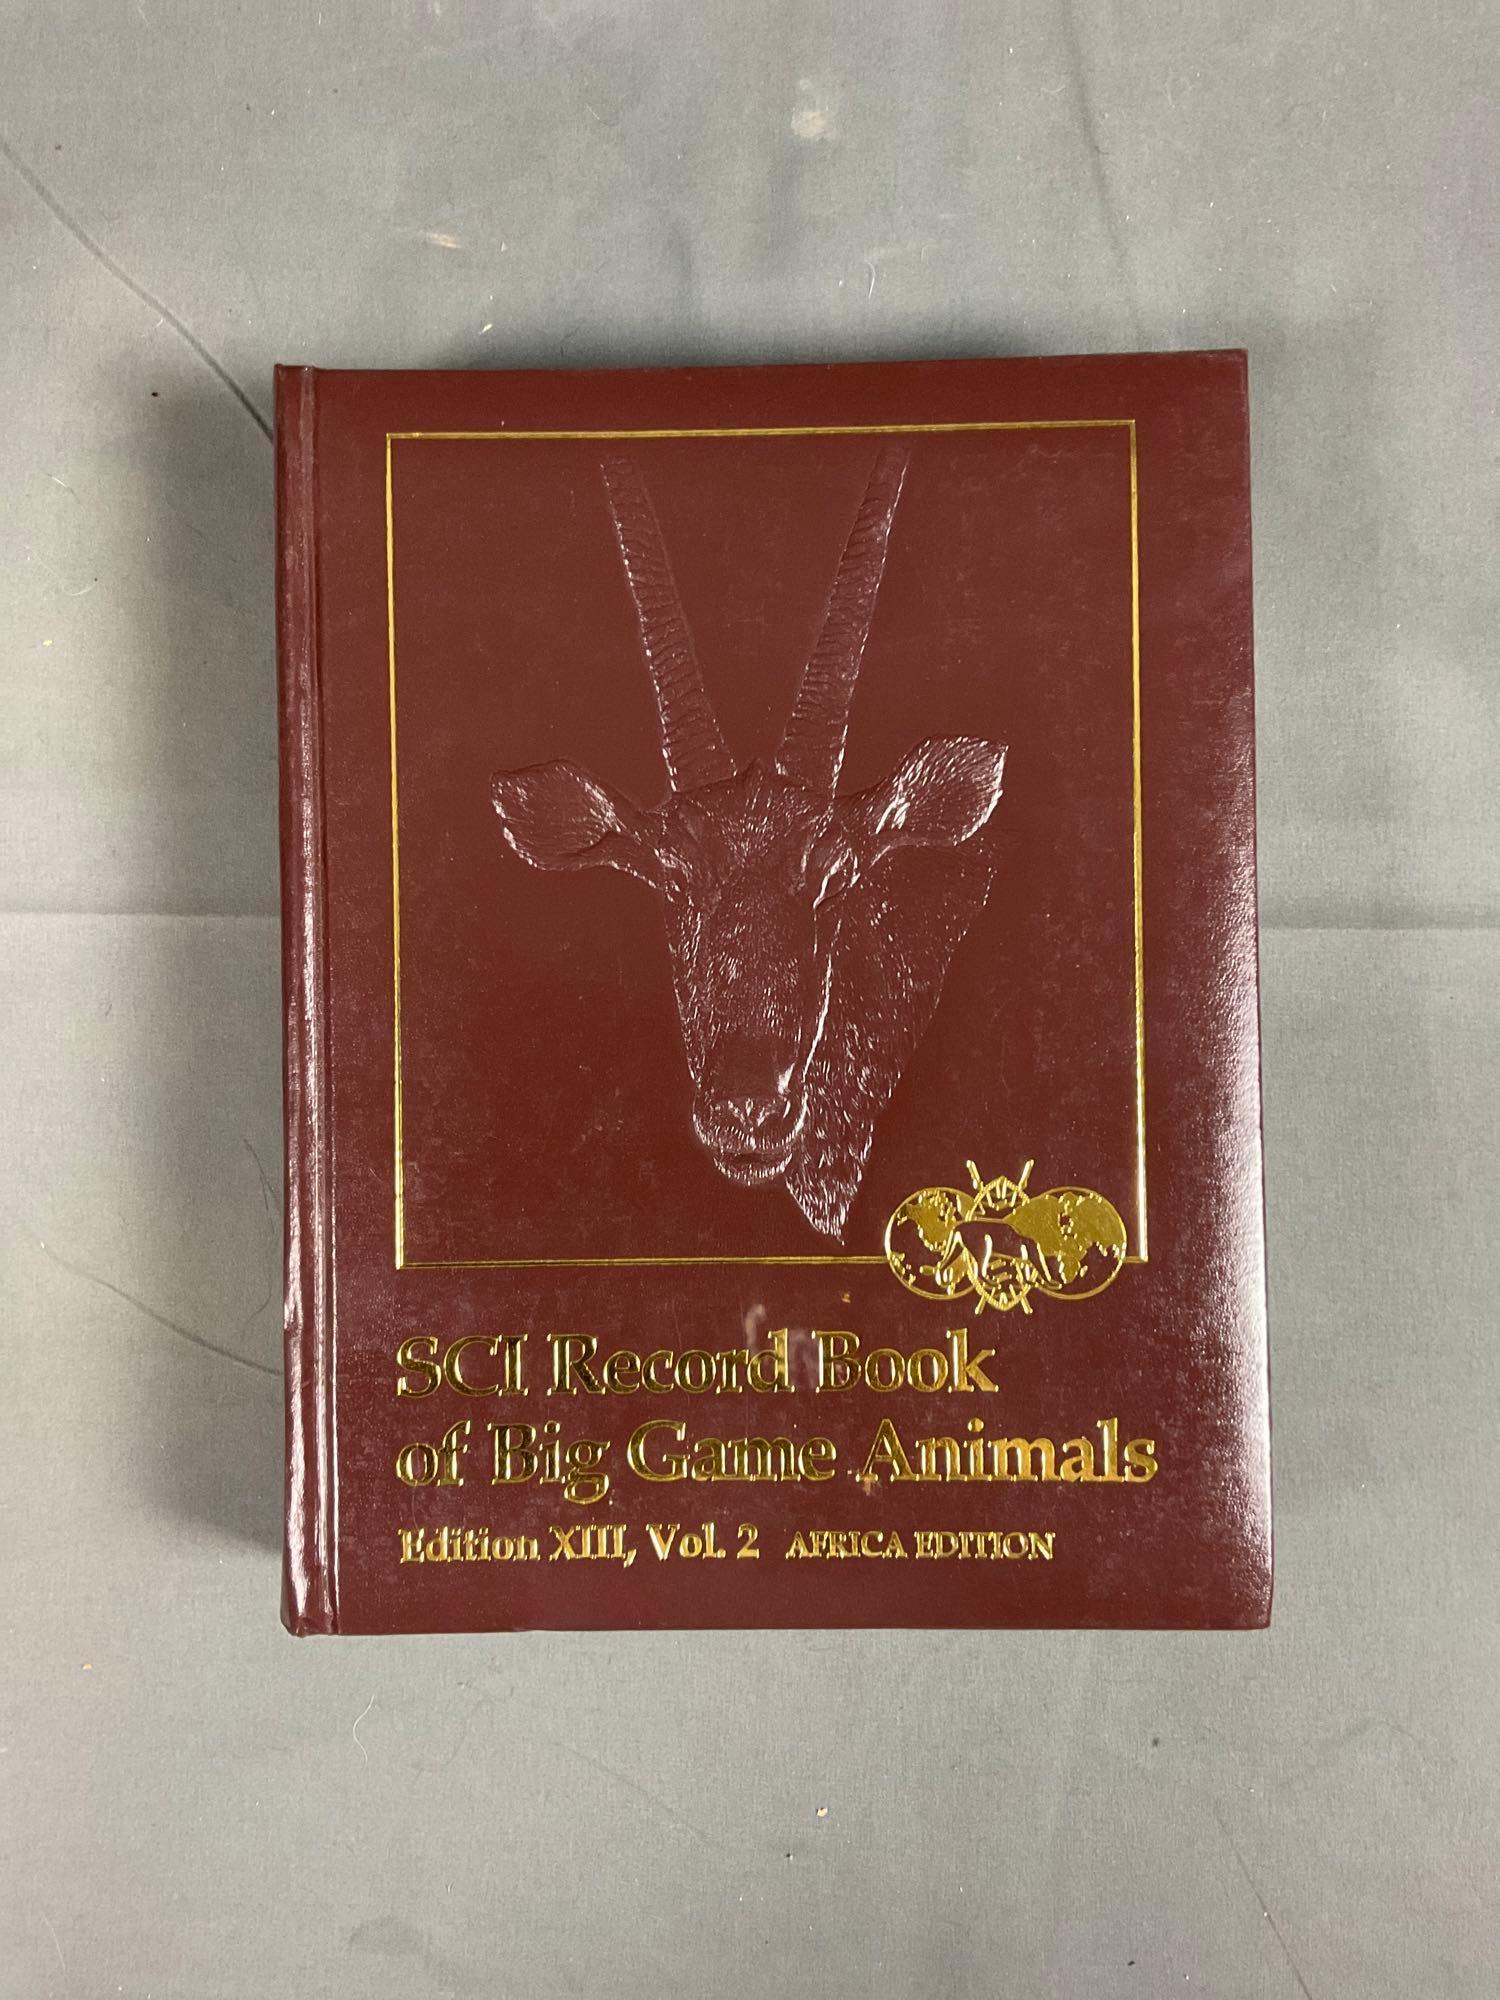 SCI Record Book
of Big Game Animals
Edition XIII, Vol. 2 AFRICA EDITION